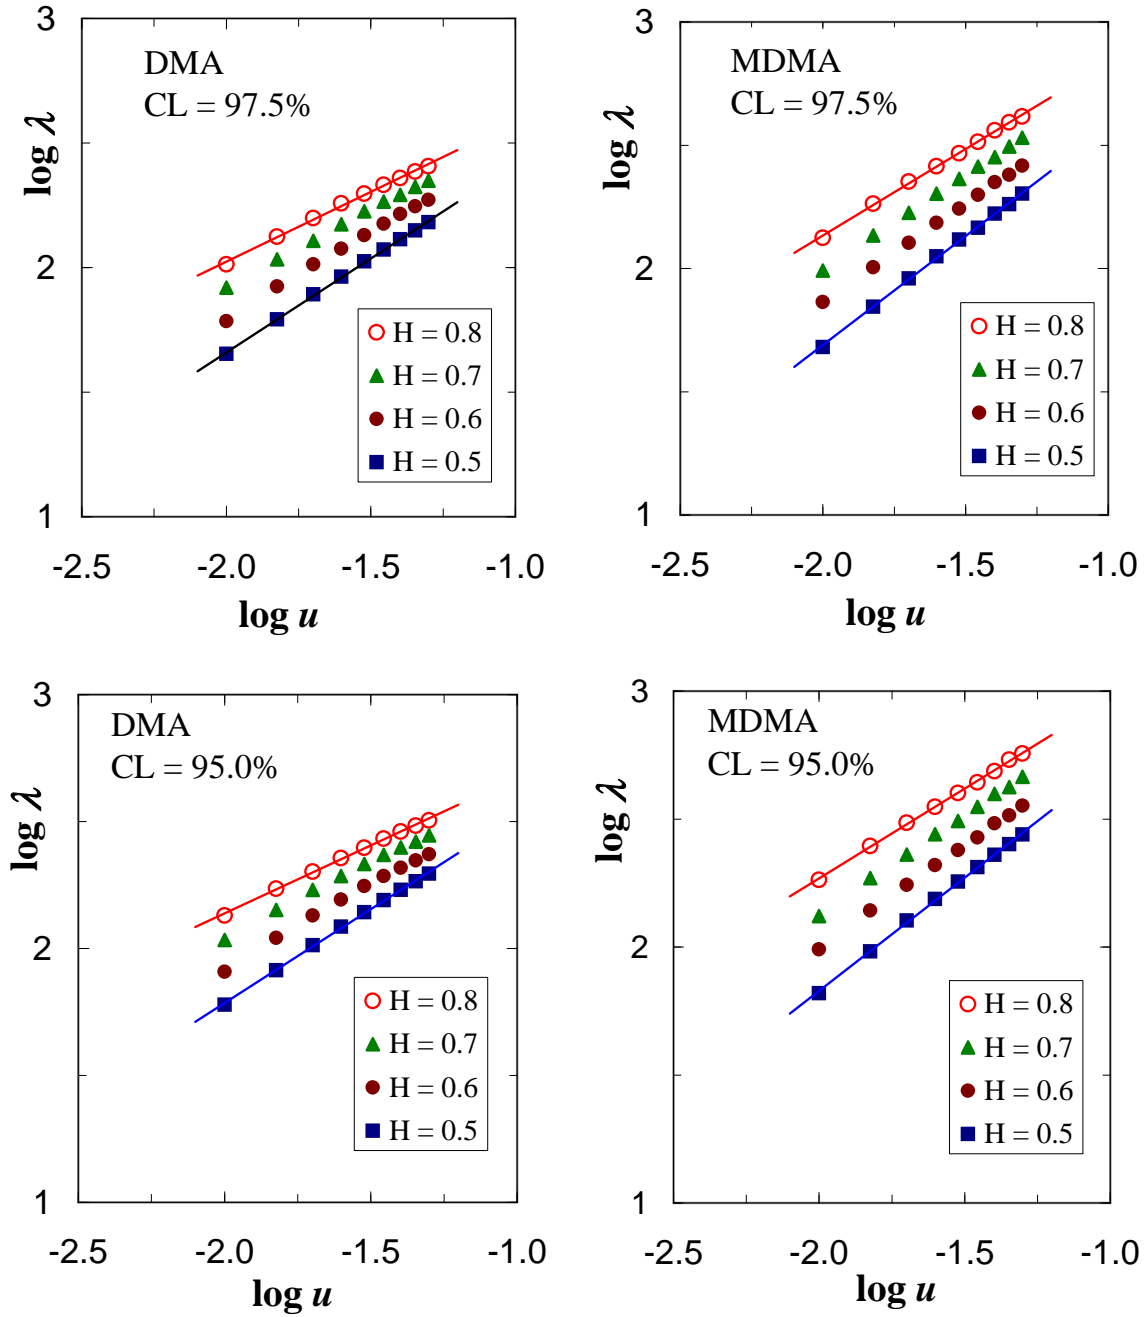 3
DMA
CL = 97.5%
log λ
2
H = 0.8
H = 0.7
H = 0.6
H = 0.5
1
-2.5 -2.0 -1.5 -1.0
log u
3
MDMA
CL = 97.5%
log λ
2
H = 0.8
H = 0.7
H = 0.6
H = 0.5
1
-2.5 -2.0 -1.5 -1.0
log u
3
DMA
CL = 95.0%
log λ
2
H = 0.8
H = 0.7
H = 0.6
H = 0.5
1
-2.5 -2.0 -1.5 -1.0
log u
3
MDMA
CL = 95.0%
log λ
2
H = 0.8
H = 0.7
H = 0.6
H = 0.5
1
-2.5 -2.0 -1.5 -1.0
log u